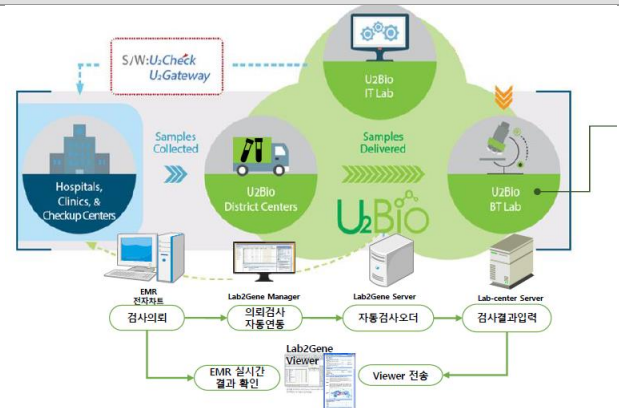 S/W:U2Check
U2Gateway
U2Bio
IT Lab
Samples
Collected
Samples
Delivered
Hospitals,
Clinics, &
Checkup Centers
U2Bio
District Centers
U2Bio
BT Lab
U2Bio
EMR
전자차트
Lab2Gene Manager
Lab2Gene Server
Lab-center Server
검사의뢰
의뢰검사
자동연동
자동검사오더
검사결과입력
Lab2Gene
Viewer
EMR 실시간
결과 확인
Viewer 전송